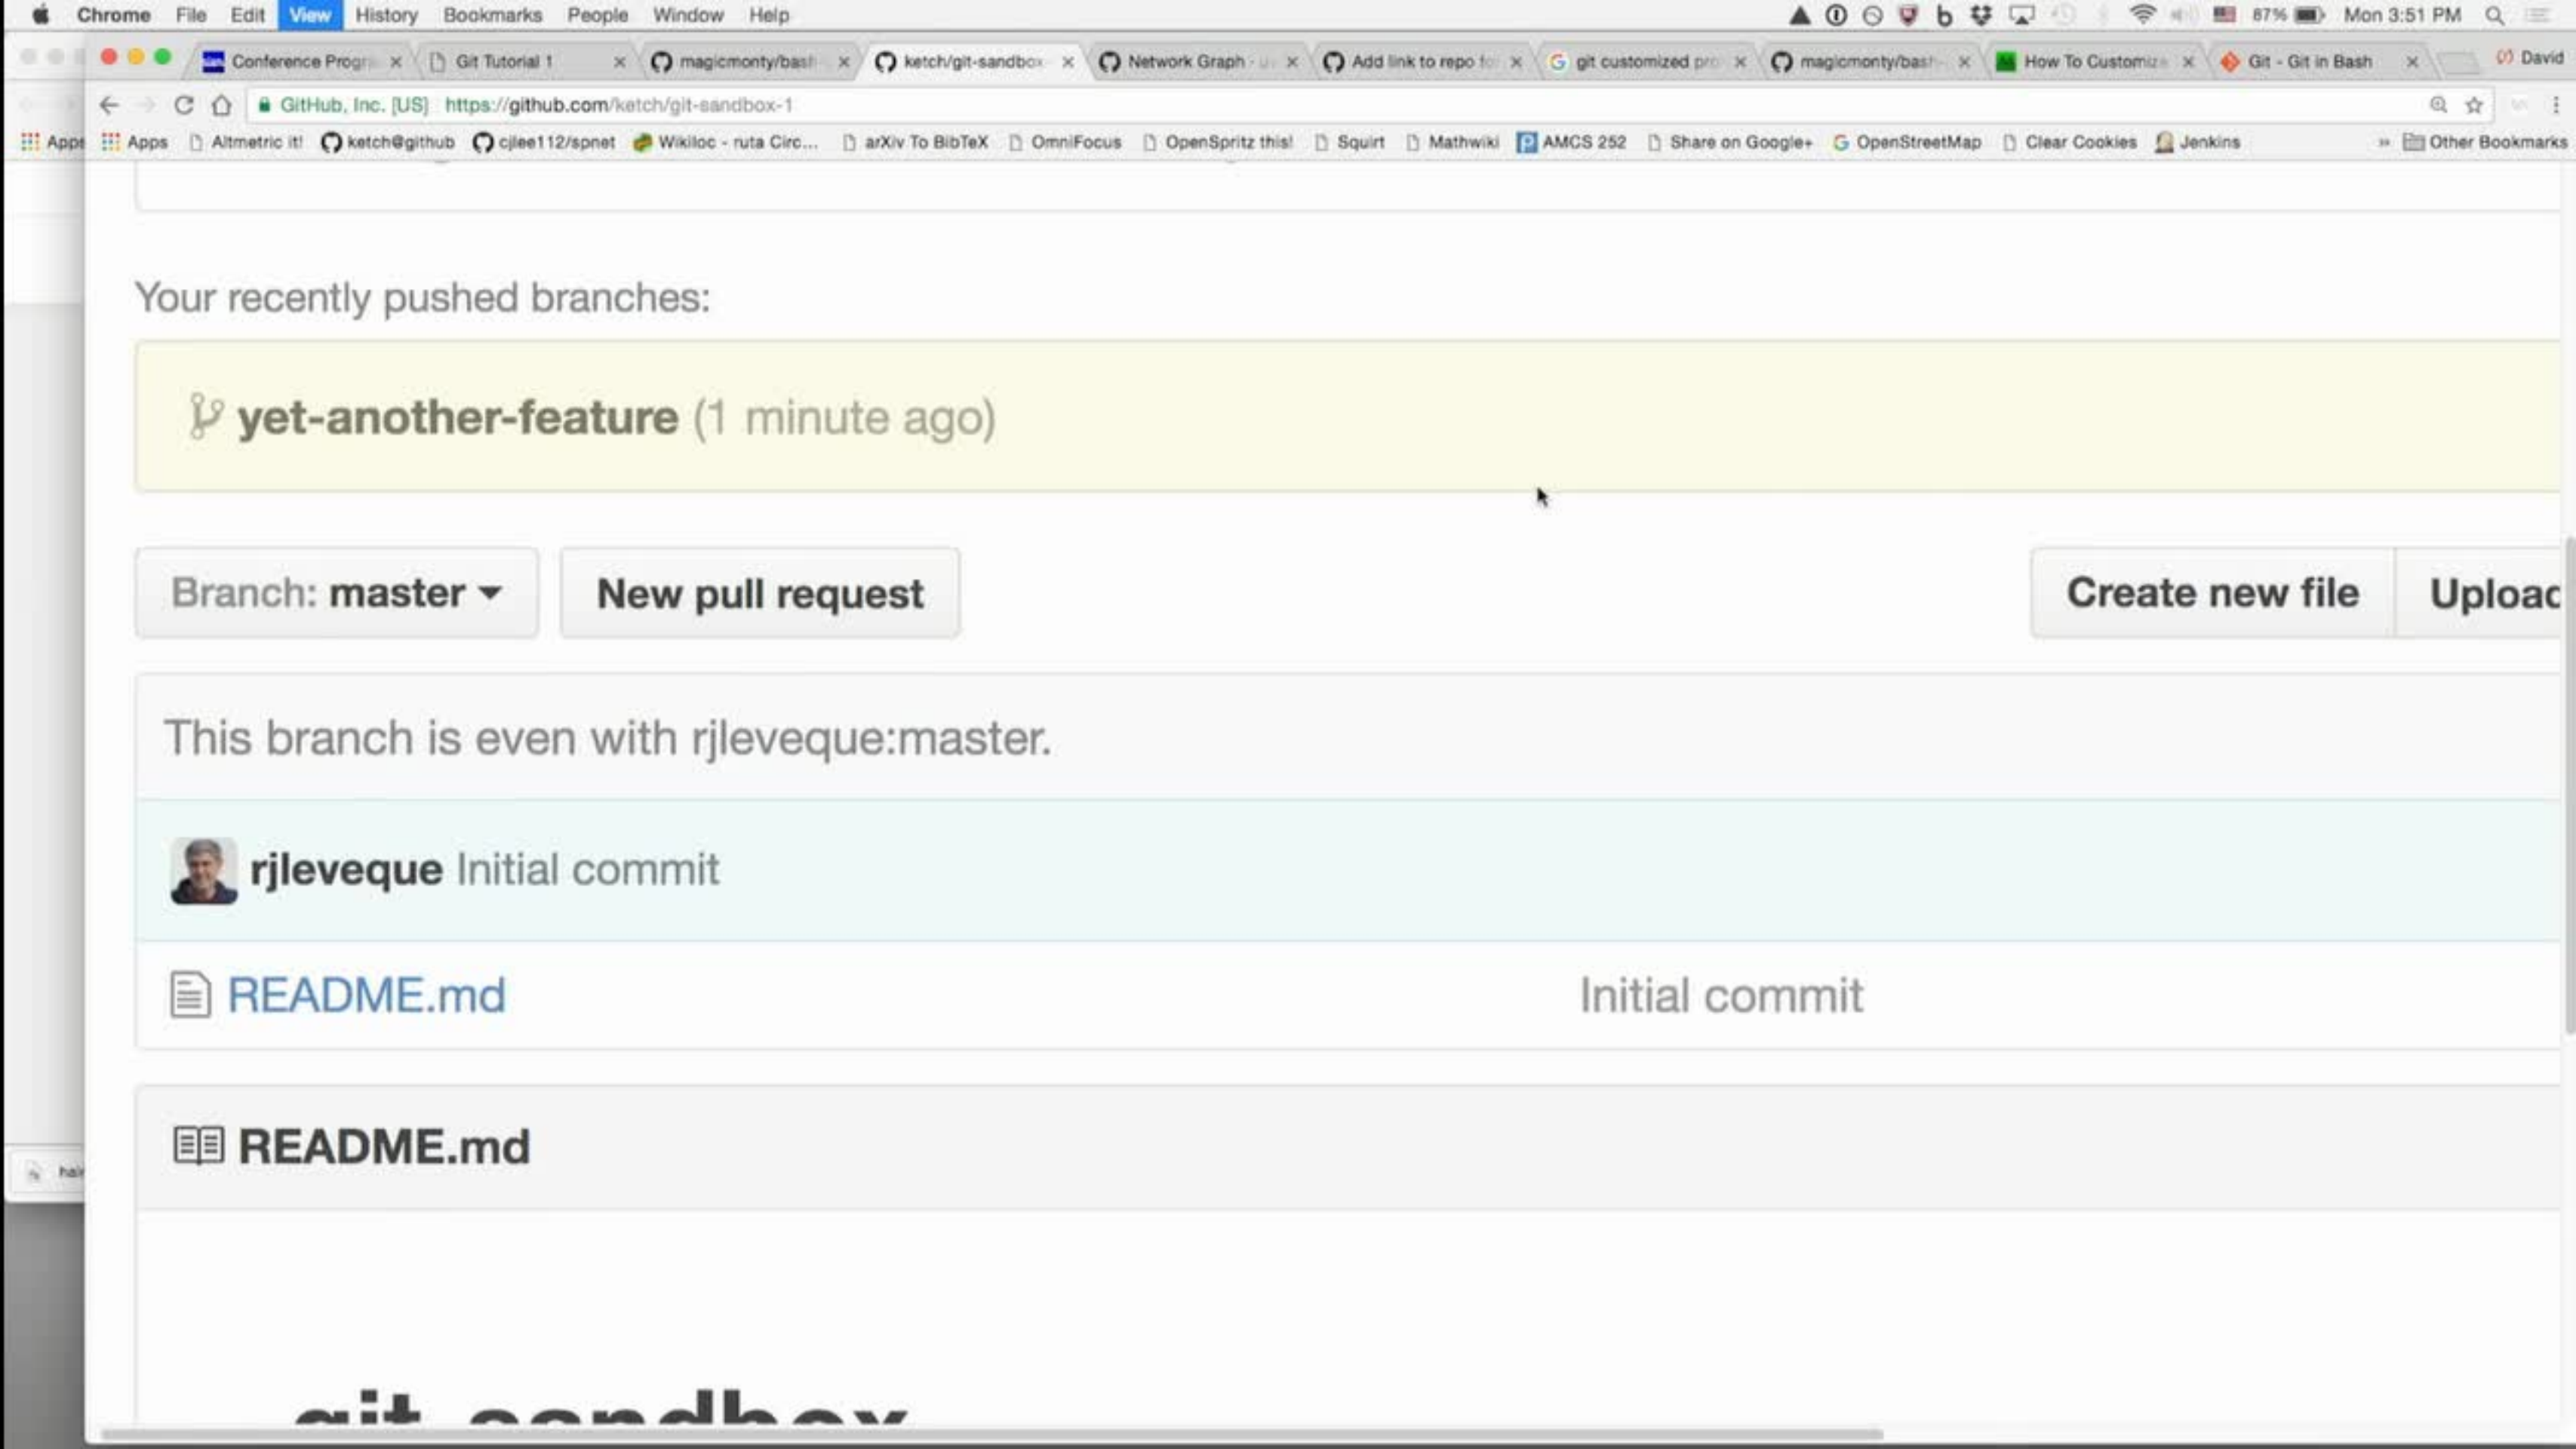 Chrome File Edit View History Bookmarks People Window Help 87% Mon 3:51 PM
Conference Progr Git Tutorial 1 magicmonty/bash ketch/git-sandbox Network Graph Add link to repo fo git customized pro magicmonty/bash- How To Customize Git - Git in Bash David
GitHub, Inc. [US] https://github.com/ketch/git-sandbox-1
Apps Apps Altmetric it! ketch@github cjlee112/spnet Wikiloc - ruta Circ... arXiv To BibTeX OmniFocus OpenSpritz this! Squirt Mathwiki AMCS 252 Share on Google+ OpenStreetMap Clear Cookies Jenkins » Other Bookmarks
Your recently pushed branches:
yet-another-feature (1 minute ago)
Branch: master New pull request Create new file Upload
This branch is even with rjleveque:master.
rjleveque Initial commit
README.md Initial commit
README.md
hai
git-sandbox